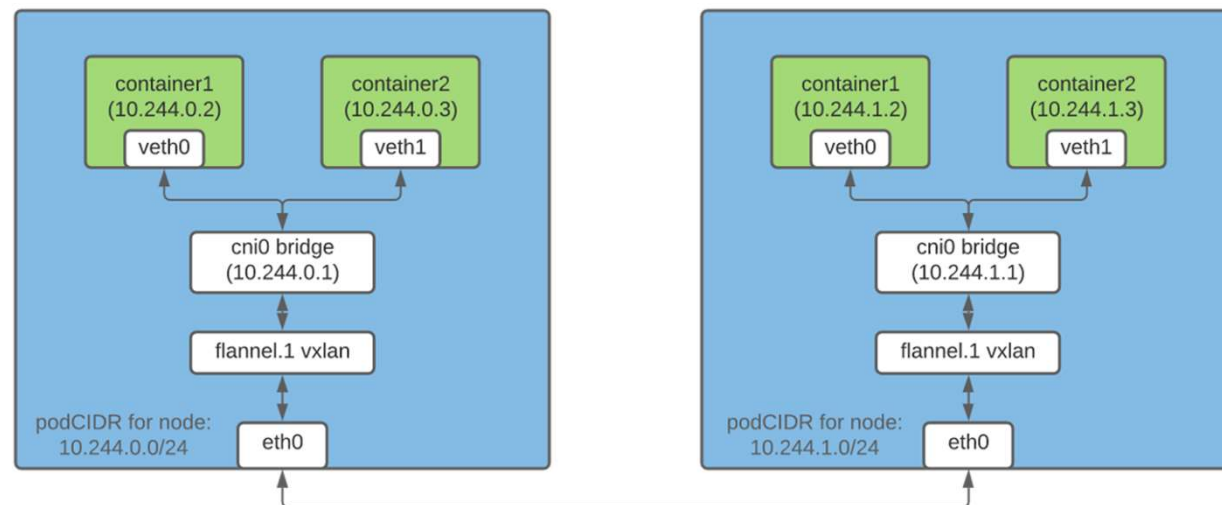 container1
(10.244.0.2)
veth0
container2
(10.244.0.3)
veth1
cni0 bridge
(10.244.0.1)
flannel.1 vxlan
podCIDR for node:
10.244.0.0/24
eth0
container1
(10.244.1.2)
veth0
container2
(10.244.1.3)
veth1
cni0 bridge
(10.244.1.1)
flannel.1 vxlan
podCIDR for node:
10.244.1.0/24
eth0